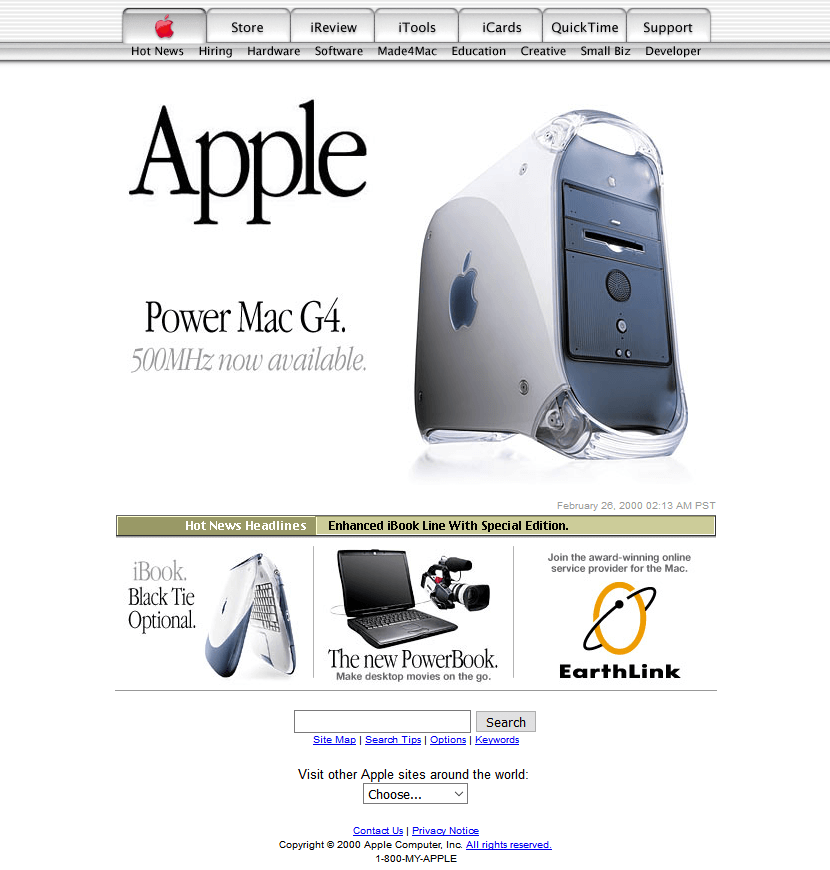 Store iReview iTools iCards QuickTime Support
Hot News Hiring Hardware Software Made4Mac Education Creative Small Biz Developer
Apple
Power Mac G4.
500MHz now available.
February 26, 2000 02:13 AM PST
Hot News Headlines Enhanced iBook Line With Special Edition.
iBook.
Black Tie
Optional.
The new PowerBook.
Make desktop movies on the go.
Join the award-winning online
service provider for the Mac.
EarthLink
Search
Site Map | Search Tips | Options | Keywords
Visit other Apple sites around the world:
Choose...
Contact Us | Privacy Notice
Copyright © 2000 Apple Computer, Inc. All rights reserved.
1-800-MY-APPLE